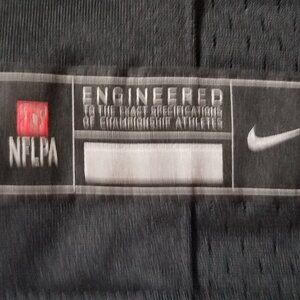 NFLPA
ENGINEERED
TO THE EXACT SPECIFICATIONS
OF CHAMPIONSHIP ATHLETES